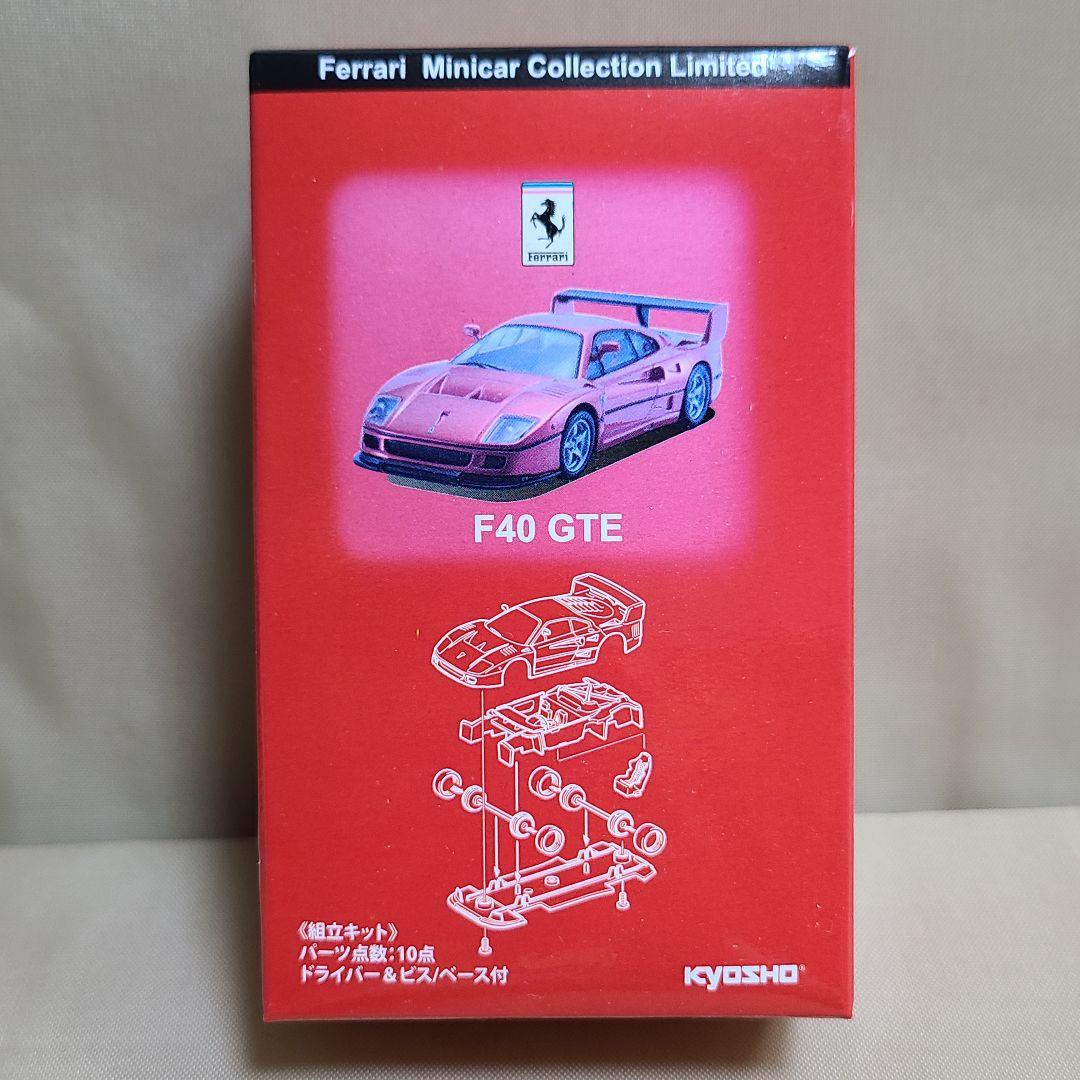 Ferrari Minicar Collection Limited
Ferrari
F40 GTE
《組立キット》
パーツ点数:10点
ドライバー&ビス/ベース付
KYOSHO®